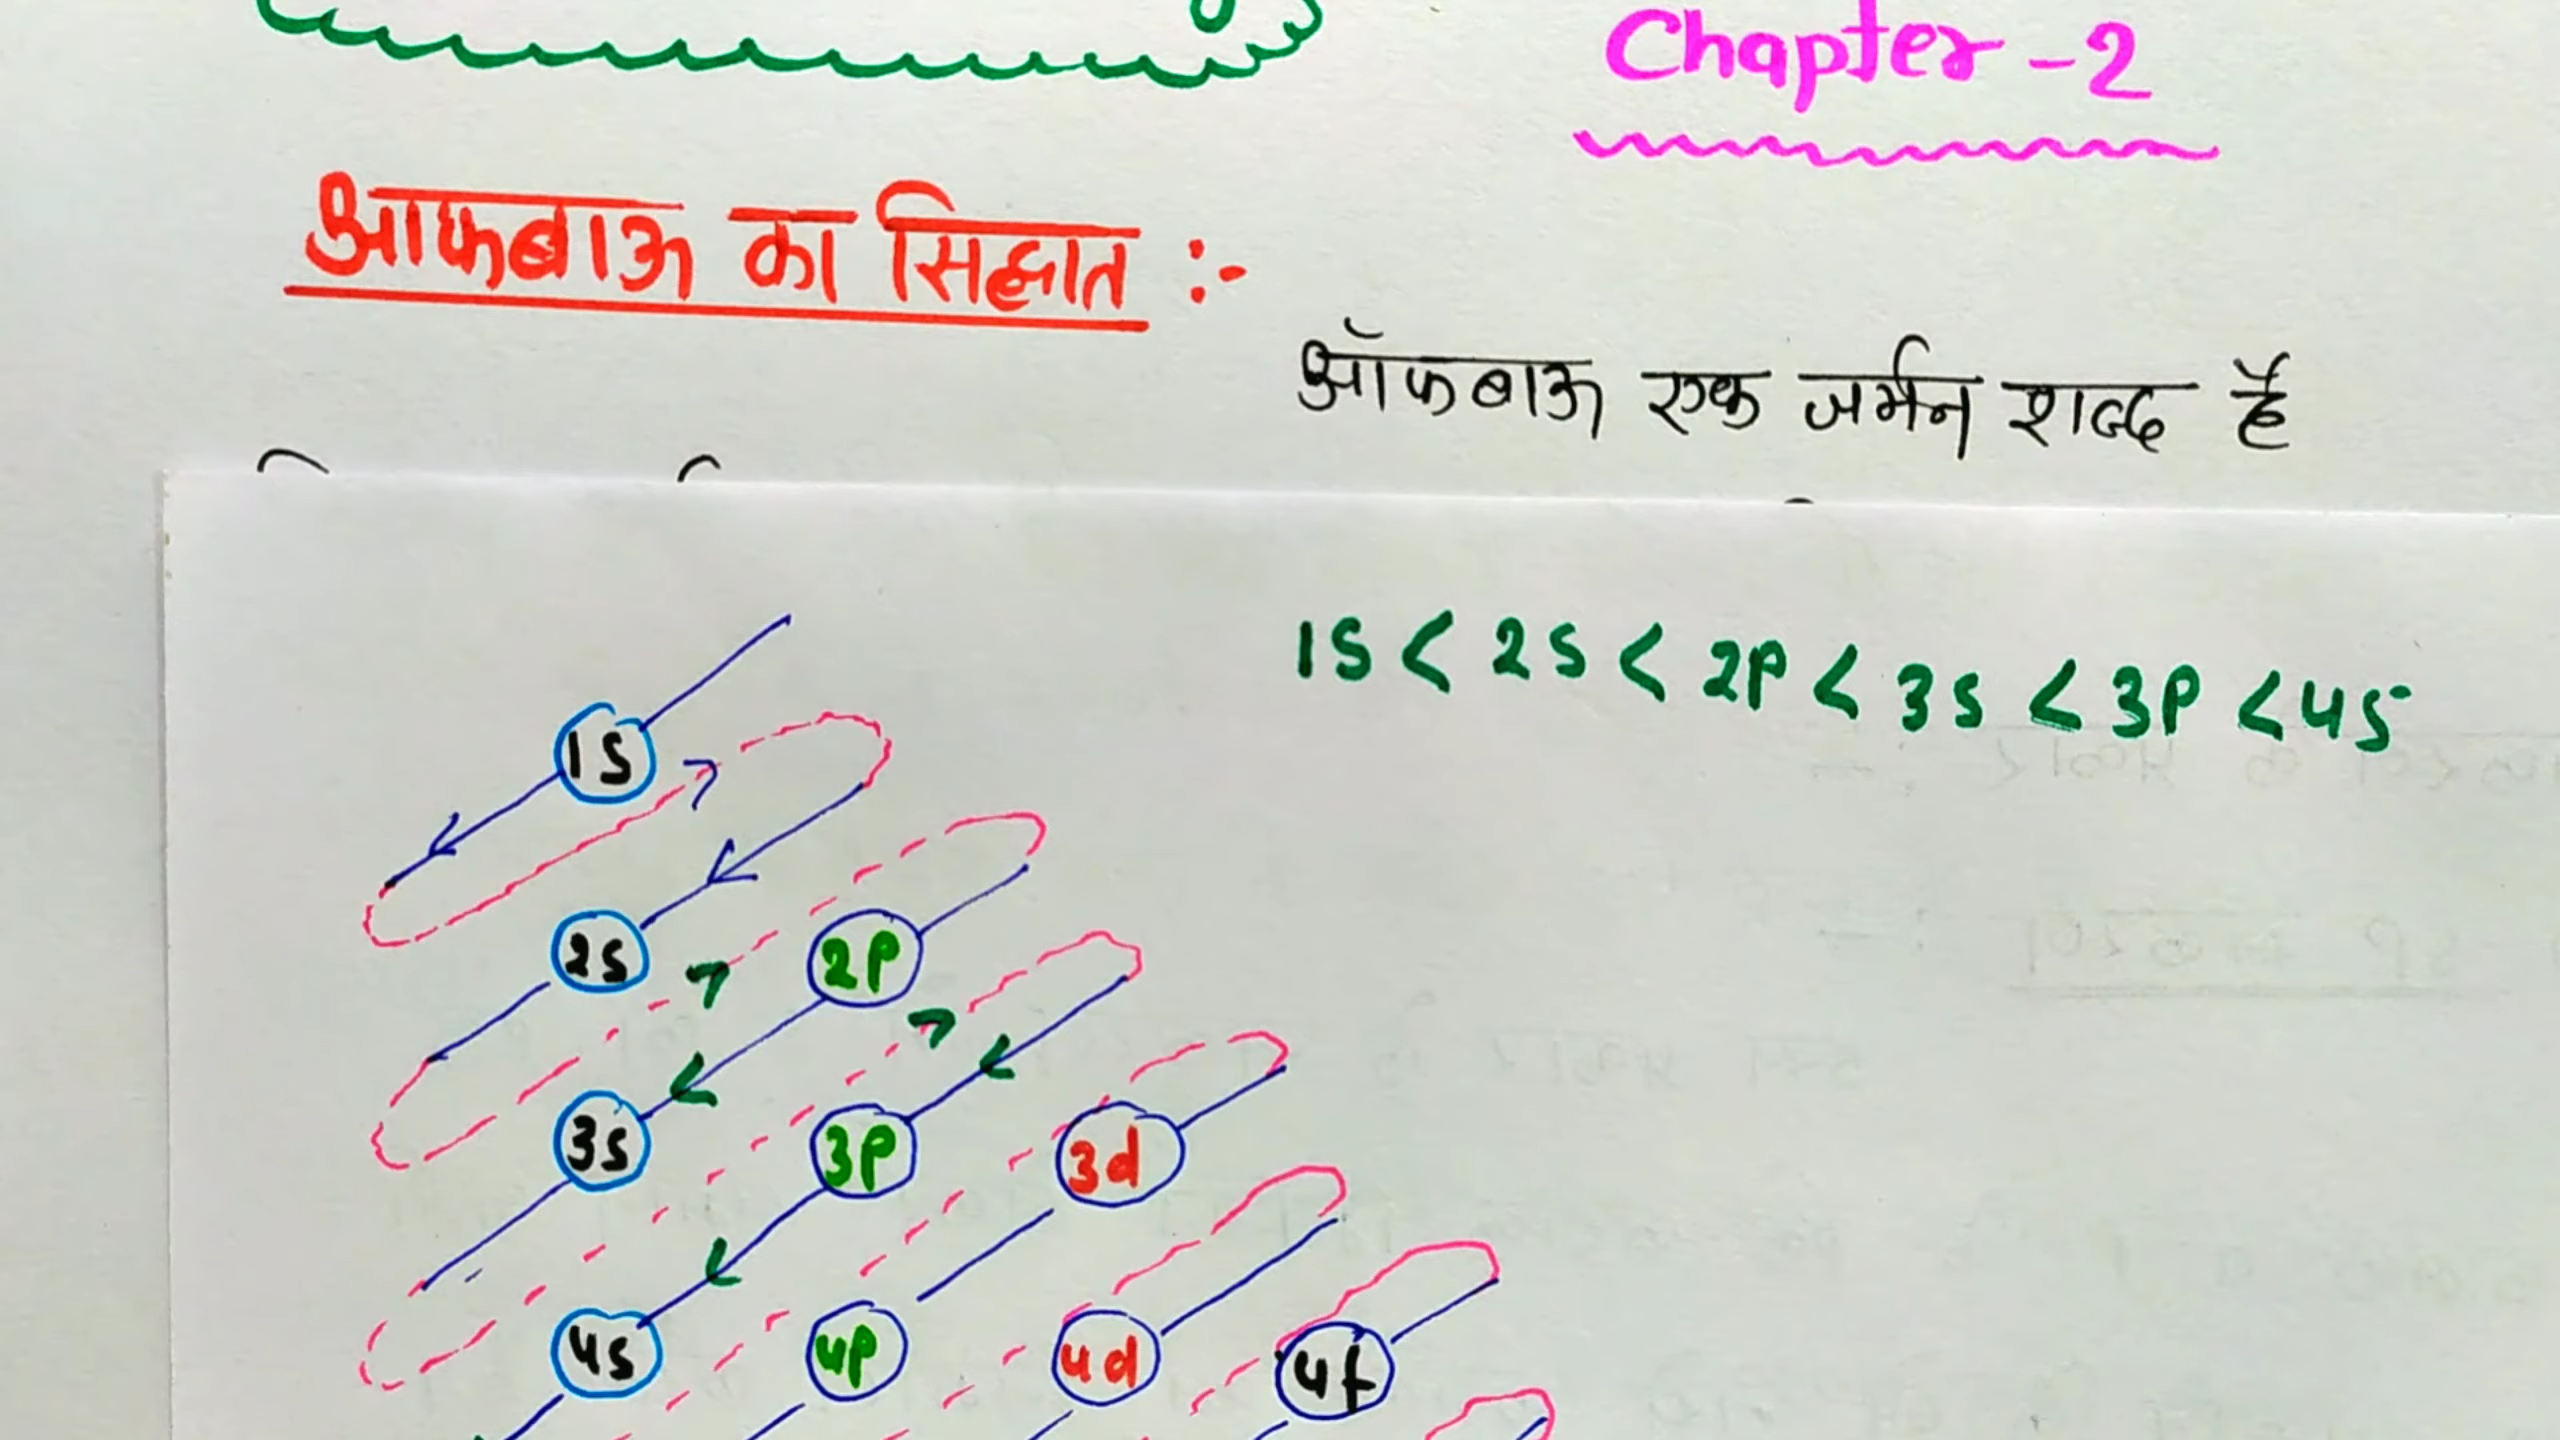 Chapter-2
आफबाऊ का सिद्धात :-
ऑफबाऊ एक जर्मन शब्द है
1s < 2s < 2p < 3s < 3p < 4s
1s
2s 2p
3s 3p 3d
4s 4p 4d 4f